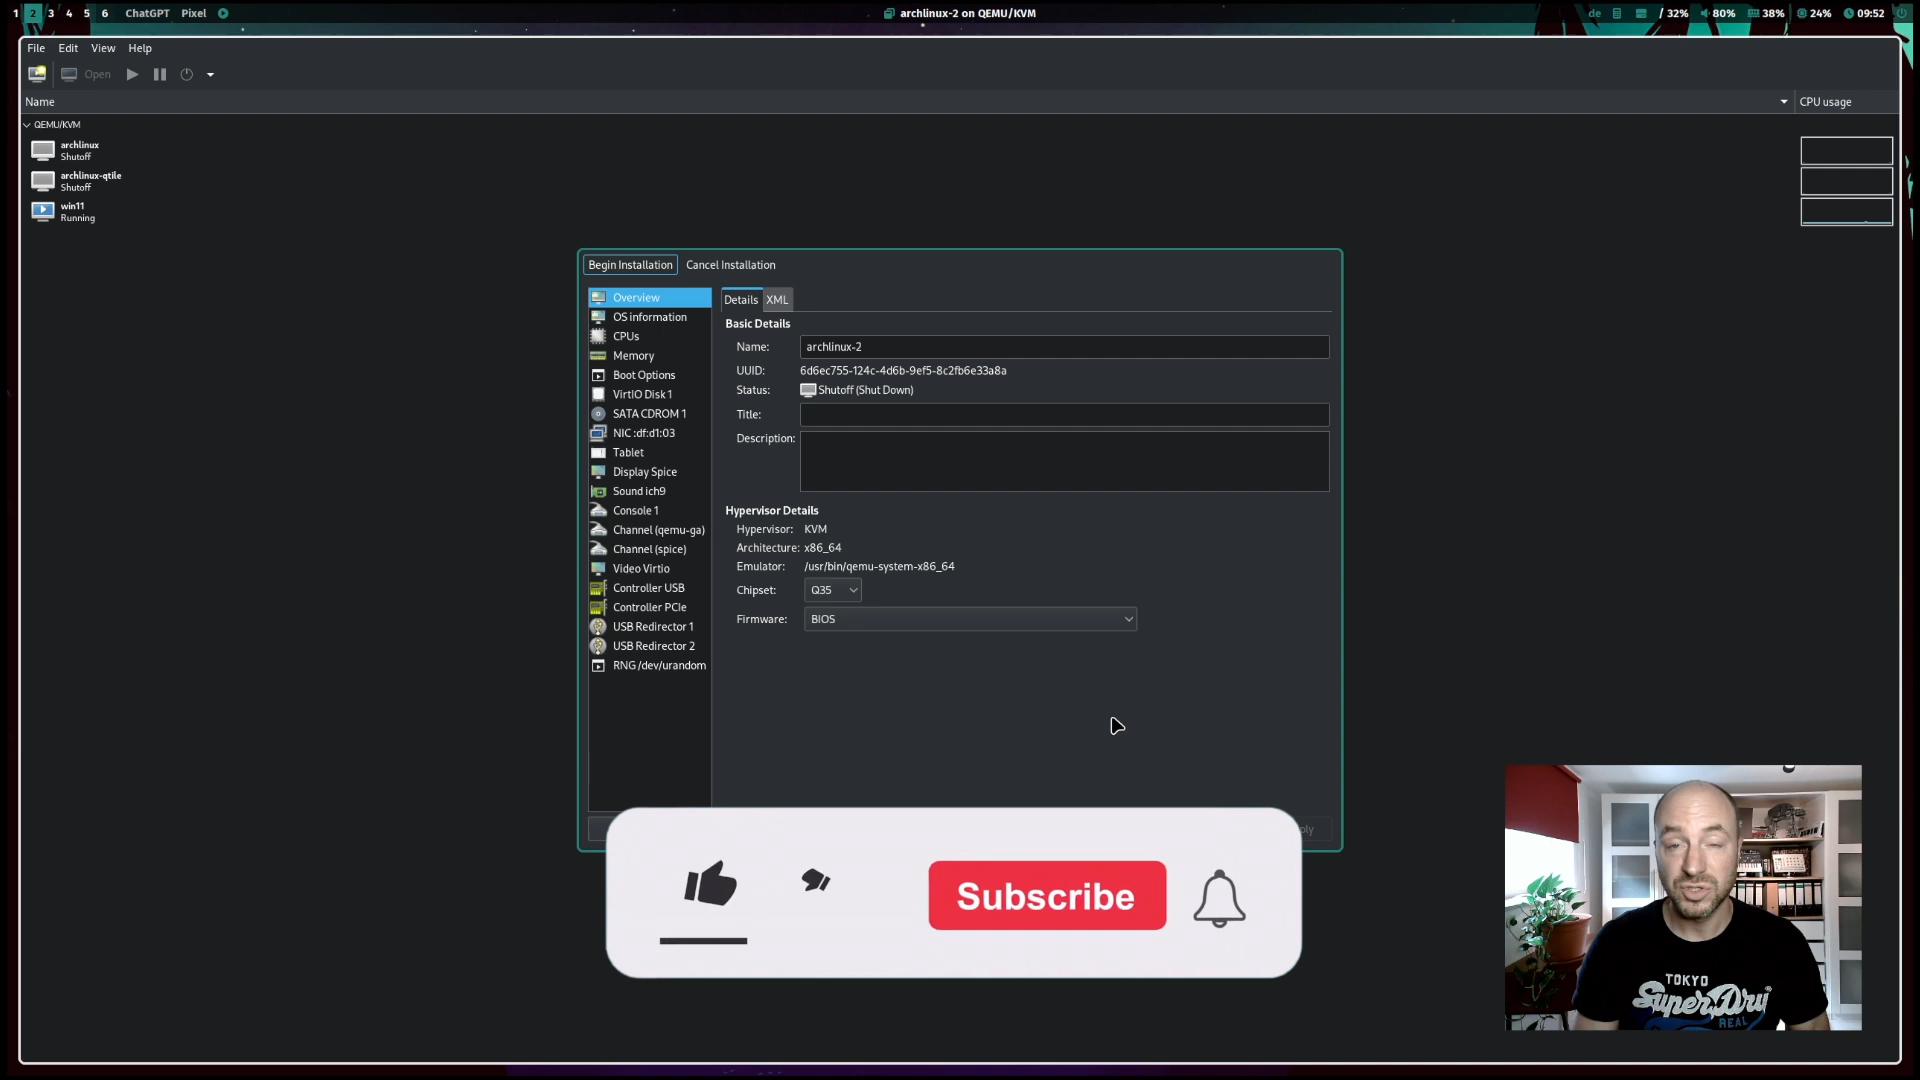 1 2 3 4 5 6 ChatGPT Pixel
archlinux-2 on QEMU/KVM
de / 32% 80% 38% 24% 09:52
File Edit View Help
Open
Name
CPU usage
QEMU/KVM
archlinux
Shutoff
archlinux-qtile
Shutoff
win11
Running
Begin Installation Cancel Installation
Overview
OS information
CPUs
Memory
Boot Options
VirtIO Disk 1
SATA CDROM 1
NIC :df:d1:03
Tablet
Display Spice
Sound ich9
Console 1
Channel (qemu-ga)
Channel (spice)
Video Virtio
Controller USB
Controller PCIe
USB Redirector 1
USB Redirector 2
RNG /dev/urandom
Details XML
Basic Details
Name: archlinux-2
UUID: 6d6ec755-124c-4d6b-9ef5-8c2fb6e33a8a
Status: Shutoff (Shut Down)
Title:
Description:
Hypervisor Details
Hypervisor: KVM
Architecture: x86_64
Emulator: /usr/bin/qemu-system-x86_64
Chipset: Q35
Firmware: BIOS
Subscribe
TOKYO
SuperDry
REAL